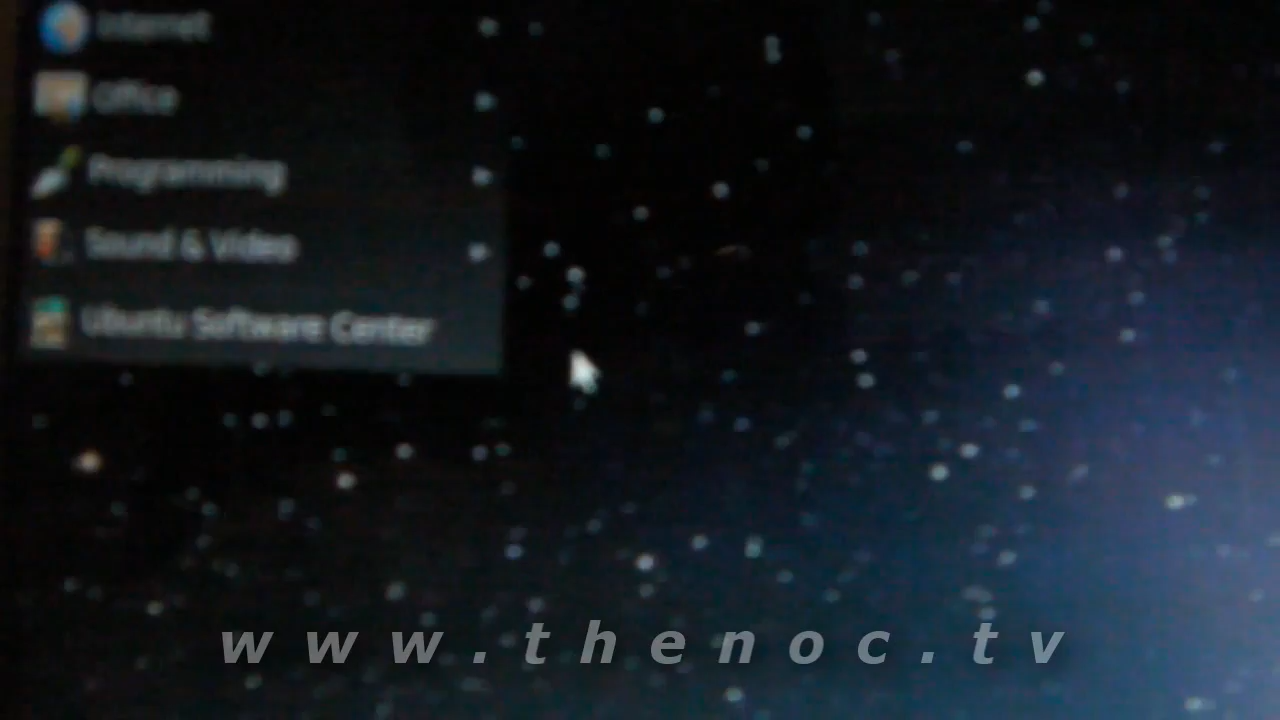 Internet
Office
Programming
Sound & Video
Ubuntu Software Center
www.thenoc.tv